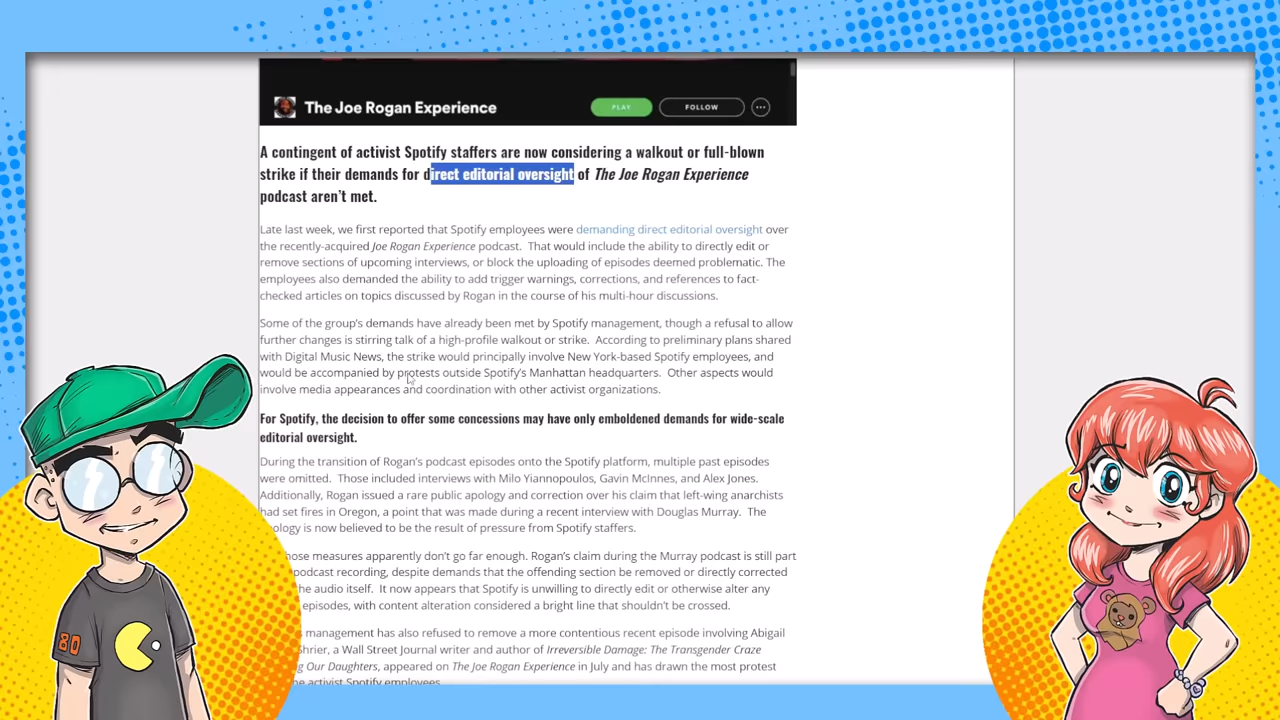 The Joe Rogan Experience
PLAY
FOLLOW
A contingent of activist Spotify staffers are now considering a walkout or full-blown
strike if their demands for direct editorial oversight of The Joe Rogan Experience
podcast aren’t met.
Late last week, we first reported that Spotify employees were demanding direct editorial oversight over
the recently-acquired Joe Rogan Experience podcast.  That would include the ability to directly edit or
remove sections of upcoming interviews, or block the uploading of episodes deemed problematic. The
employees also demanded the ability to add trigger warnings, corrections, and references to fact-
checked articles on topics discussed by Rogan in the course of his multi-hour discussions.
Some of the group’s demands have already been met by Spotify management, though a refusal to allow
further changes is stirring talk of a high-profile walkout or strike.  According to preliminary plans shared
with Digital Music News, the strike would principally involve New York-based Spotify employees, and
would be accompanied by protests outside Spotify’s Manhattan headquarters.  Other aspects would
involve media appearances and coordination with other activist organizations.
For Spotify, the decision to offer some concessions may have only emboldened demands for wide-scale
editorial oversight.
During the transition of Rogan’s podcast episodes onto the Spotify platform, multiple past episodes
were omitted.  Those included interviews with Milo Yiannopoulos, Gavin McInnes, and Alex Jones.
Additionally, Rogan issued a rare public apology and correction over his claim that left-wing anarchists
had set fires in Oregon, a point that was made during a recent interview with Douglas Murray.  The
ology is now believed to be the result of pressure from Spotify staffers.
hose measures apparently don’t go far enough. Rogan’s claim during the Murray podcast is still part
podcast recording, despite demands that the offending section be removed or directly corrected
he audio itself.  It now appears that Spotify is unwilling to directly edit or otherwise alter any
episodes, with content alteration considered a bright line that shouldn’t be crossed.
management has also refused to remove a more contentious recent episode involving Abigail
Shrier, a Wall Street Journal writer and author of Irreversible Damage: The Transgender Craze
g Our Daughters, appeared on The Joe Rogan Experience in July and has drawn the most protest
he activist Spotify employees.
80